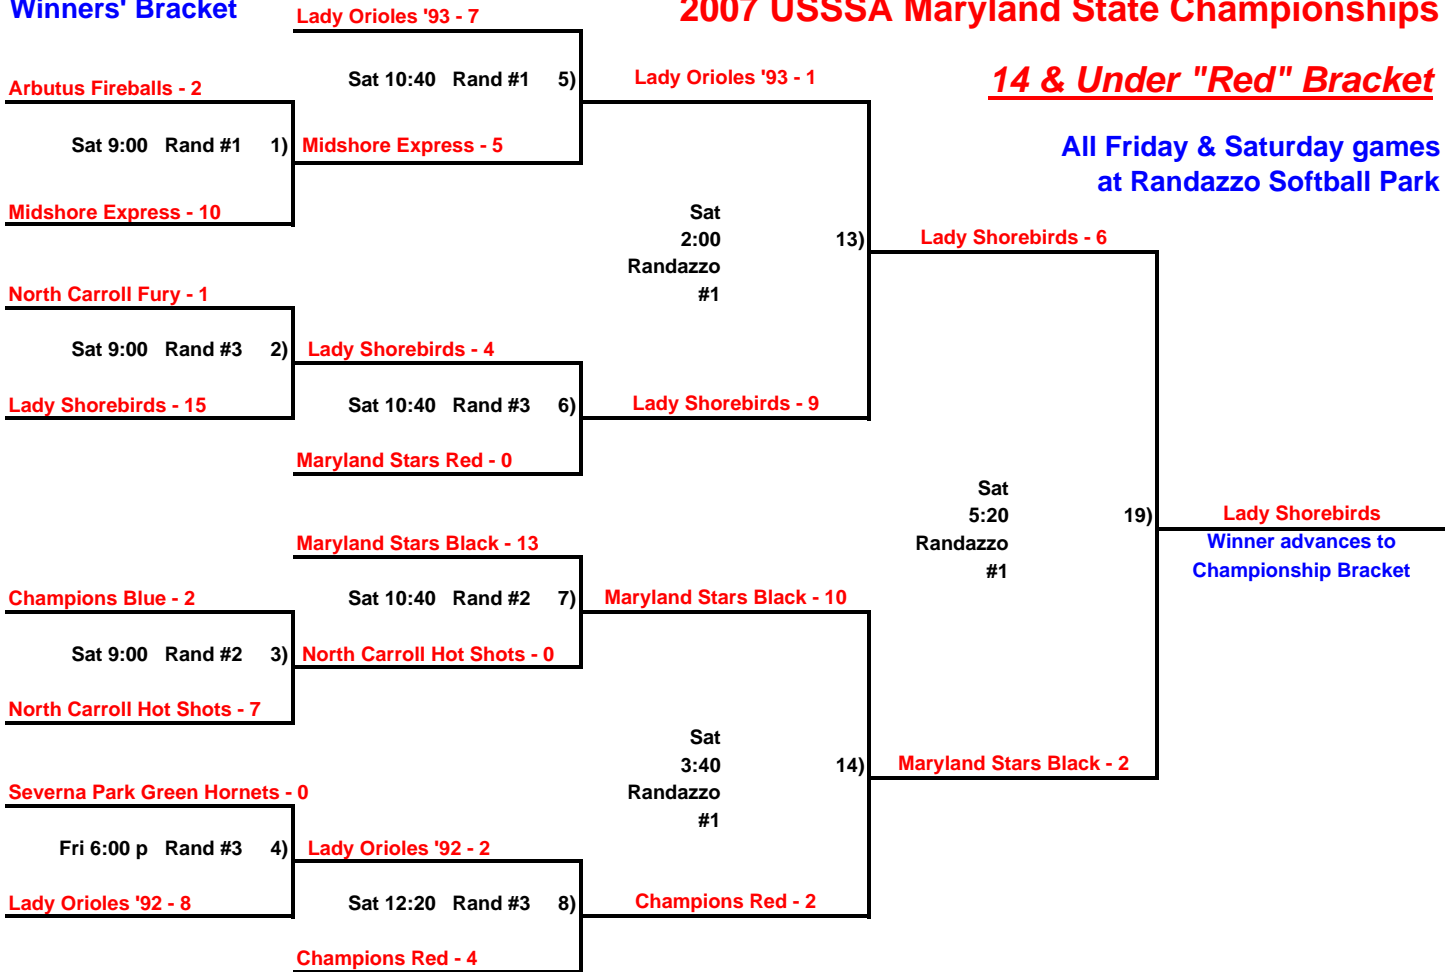 Winners' Bracket
2007 USSSA Maryland State Championships
14 & Under "Red" Bracket
All Friday & Saturday games
at Randazzo Softball Park
Lady Orioles '93 - 7
Sat 10:40 Rand #1 5)
Lady Orioles '93 - 1
Arbutus Fireballs - 2
Sat 9:00 Rand #1 1)
Midshore Express - 5
Midshore Express - 10
Sat
2:00 13)
Randazzo
#1
Lady Shorebirds - 6
North Carroll Fury - 1
Sat 9:00 Rand #3 2)
Lady Shorebirds - 4
Lady Shorebirds - 15
Sat 10:40 Rand #3 6)
Lady Shorebirds - 9
Maryland Stars Red - 0
Sat
5:20 19)
Randazzo
#1
Lady Shorebirds
Winner advances to
Championship Bracket
Maryland Stars Black - 13
Champions Blue - 2
Sat 10:40 Rand #2 7)
Maryland Stars Black - 10
Sat 9:00 Rand #2 3)
North Carroll Hot Shots - 0
North Carroll Hot Shots - 7
Sat
3:40 14)
Randazzo
#1
Maryland Stars Black - 2
Severna Park Green Hornets - 0
Fri 6:00 p Rand #3 4)
Lady Orioles '92 - 2
Lady Orioles '92 - 8
Sat 12:20 Rand #3 8)
Champions Red - 2
Champions Red - 4